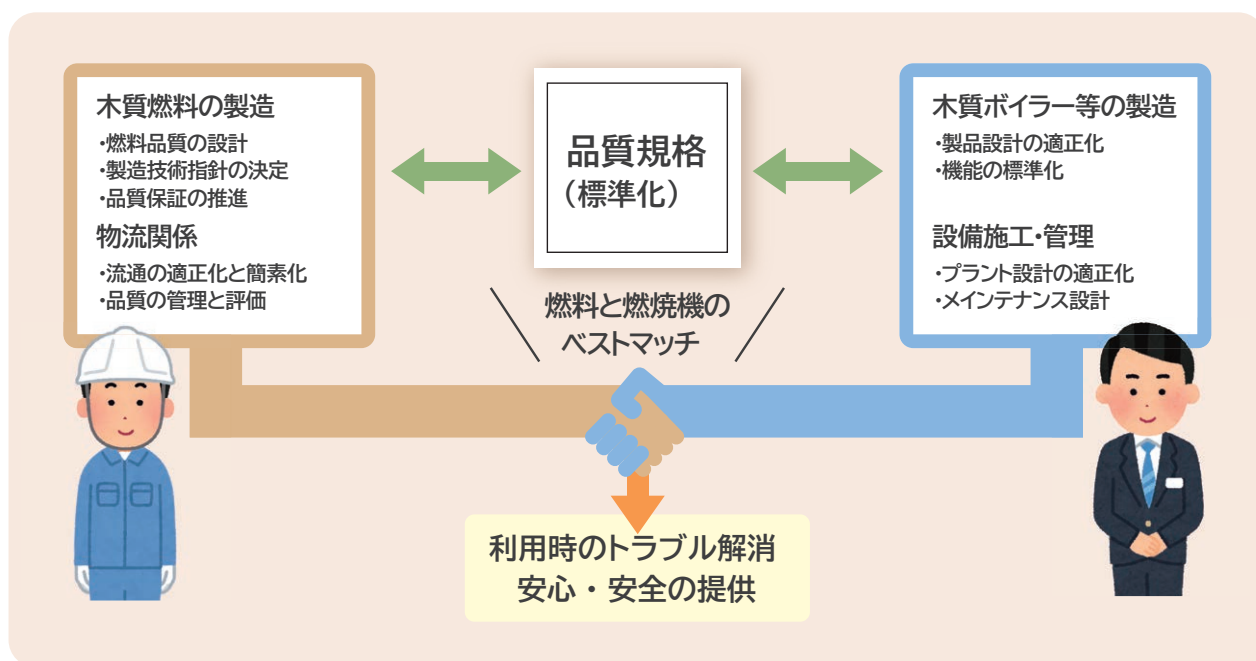 木質燃料の製造
・燃料品質の設計
・製造技術指針の決定
・品質保証の推進
物流関係
・流通の適正化と簡素化
・品質の管理と評価
品質規格
（標準化）
燃料と燃焼機の
ベストマッチ
木質ボイラー等の製造
・製品設計の適正化
・機能の標準化
設備施工・管理
・プラント設計の適正化
・メインテナンス設計
利用時のトラブル解消
安心・安全の提供